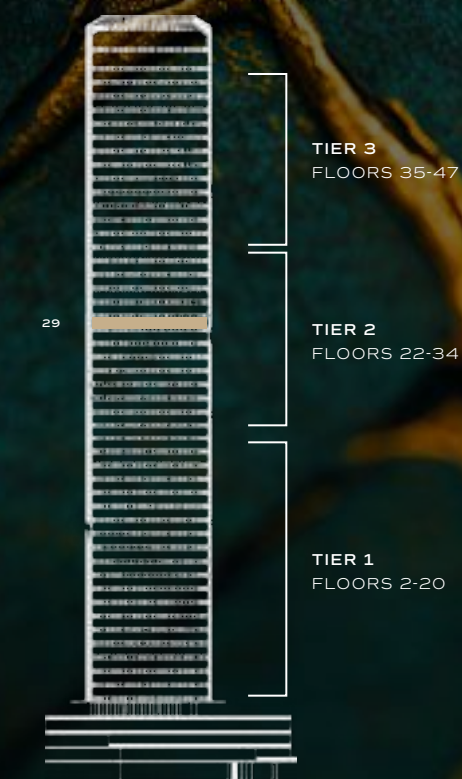 TIER 3
FLOORS 35-47
29
TIER 2
FLOORS 22-34
TIER 1
FLOORS 2-20